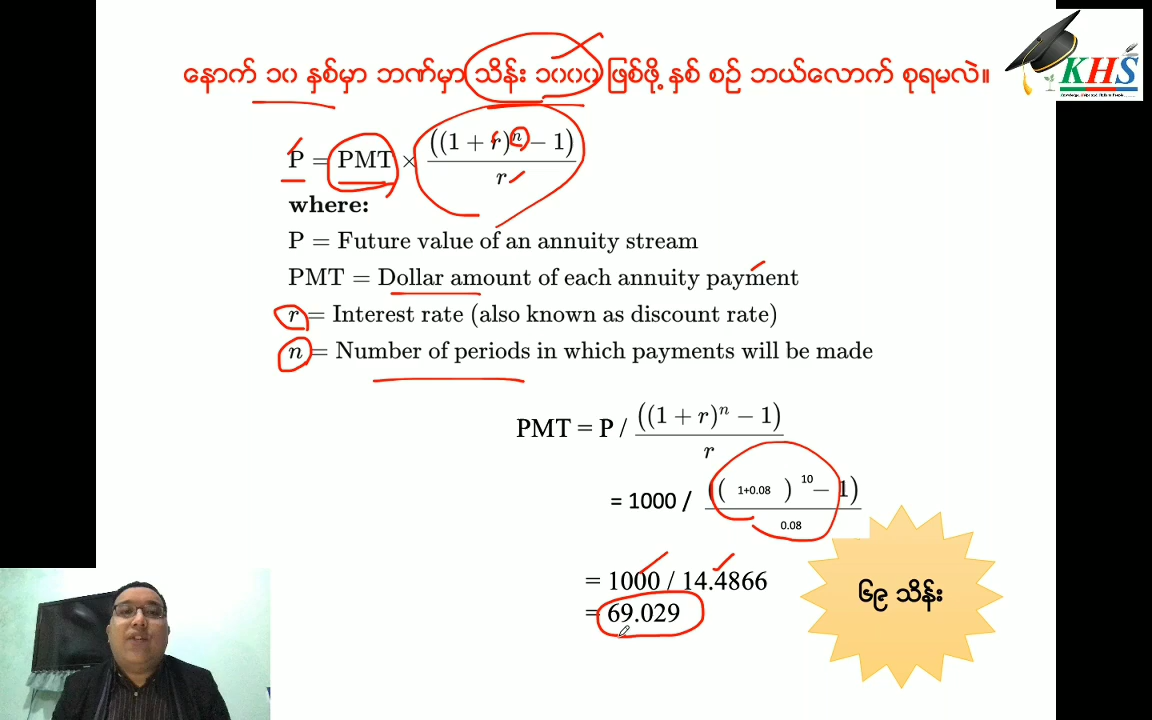 နောက် ၁၀ နှစ်မှာ ဘဏ်မှာ သိန်း ၁၀၀၀ ဖြစ်ဖို့ နှစ် စဉ် ဘယ်လောက် စုရမလဲ။
KHS
P = PMT × ((1 + r)^n − 1) / r
where:
P = Future value of an annuity stream
PMT = Dollar amount of each annuity payment
r = Interest rate (also known as discount rate)
n = Number of periods in which payments will be made
PMT = P / ((1 + r)^n − 1) / r
= 1000 / (( 1+0.08 )^10 − 1) / 0.08
= 1000 / 14.4866
= 69.029
၆၉ သိန်း